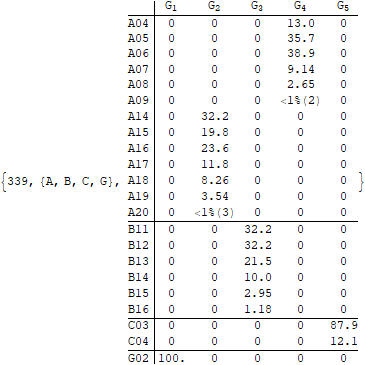 G1 G2 G3 G4 G5
A04 0 0 0 13.0 0
A05 0 0 0 35.7 0
A06 0 0 0 38.9 0
A07 0 0 0 9.14 0
A08 0 0 0 2.65 0
A09 0 0 0 <1%(2) 0
A14 0 32.2 0 0 0
A15 0 19.8 0 0 0
A16 0 23.6 0 0 0
A17 0 11.8 0 0 0
{339, {A, B, C, G}, A18 0 8.26 0 0 0 }
A19 0 3.54 0 0 0
A20 0 <1%(3) 0 0 0
B11 0 0 32.2 0 0
B12 0 0 32.2 0 0
B13 0 0 21.5 0 0
B14 0 0 10.0 0 0
B15 0 0 2.95 0 0
B16 0 0 1.18 0 0
C03 0 0 0 0 87.9
C04 0 0 0 0 12.1
G02 100. 0 0 0 0